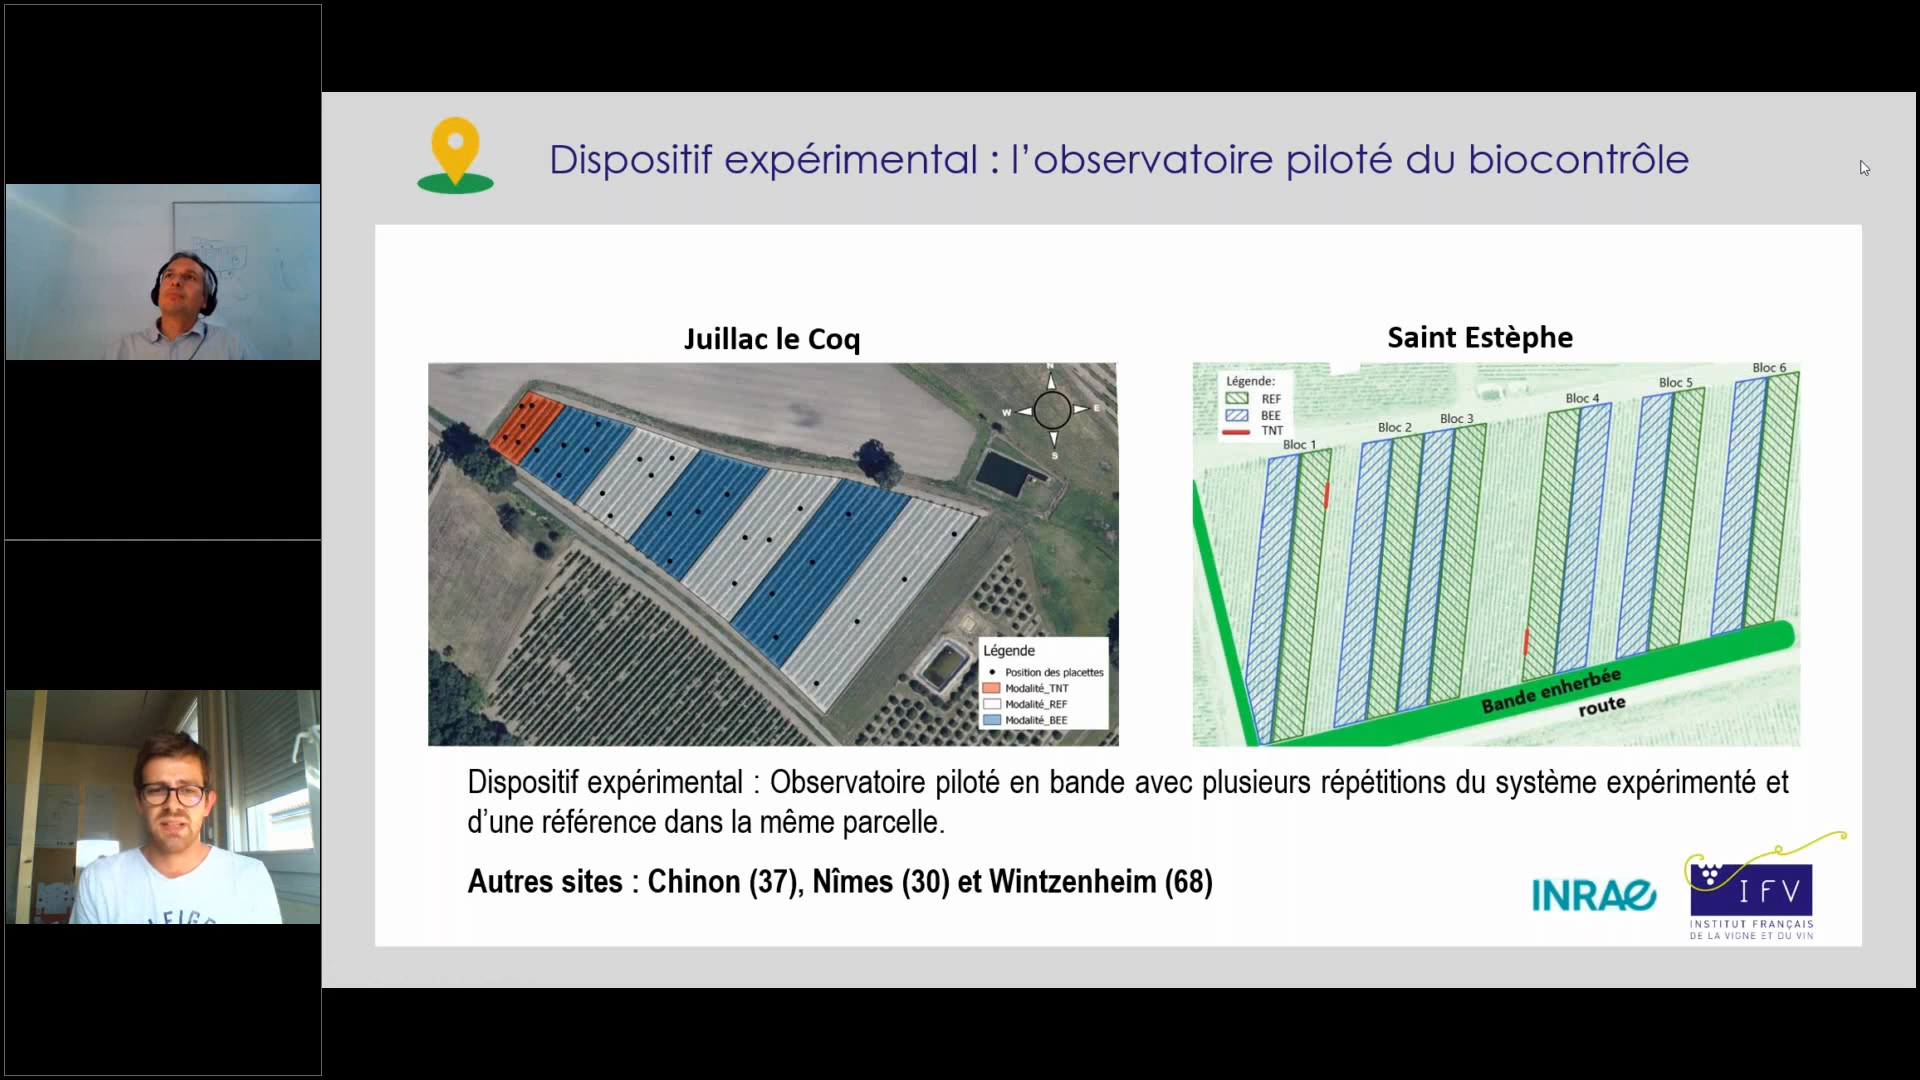 Dispositif expérimental : l’observatoire piloté du biocontrôle
Juillac le Coq
N
W
E
S
Légende
Position des placettes
Modalité_TNT
Modalité_REF
Modalité_BEE
Saint Estèphe
Légende:
REF
BEE
TNT
Bloc 1
Bloc 2
Bloc 3
Bloc 4
Bloc 5
Bloc 6
Bande enherbée
route
Dispositif expérimental : Observatoire piloté en bande avec plusieurs répétitions du système expérimenté et
d’une référence dans la même parcelle.
Autres sites : Chinon (37), Nîmes (30) et Wintzenheim (68)
INRAE
IFV
INSTITUT FRANÇAIS
DE LA VIGNE ET DU VIN